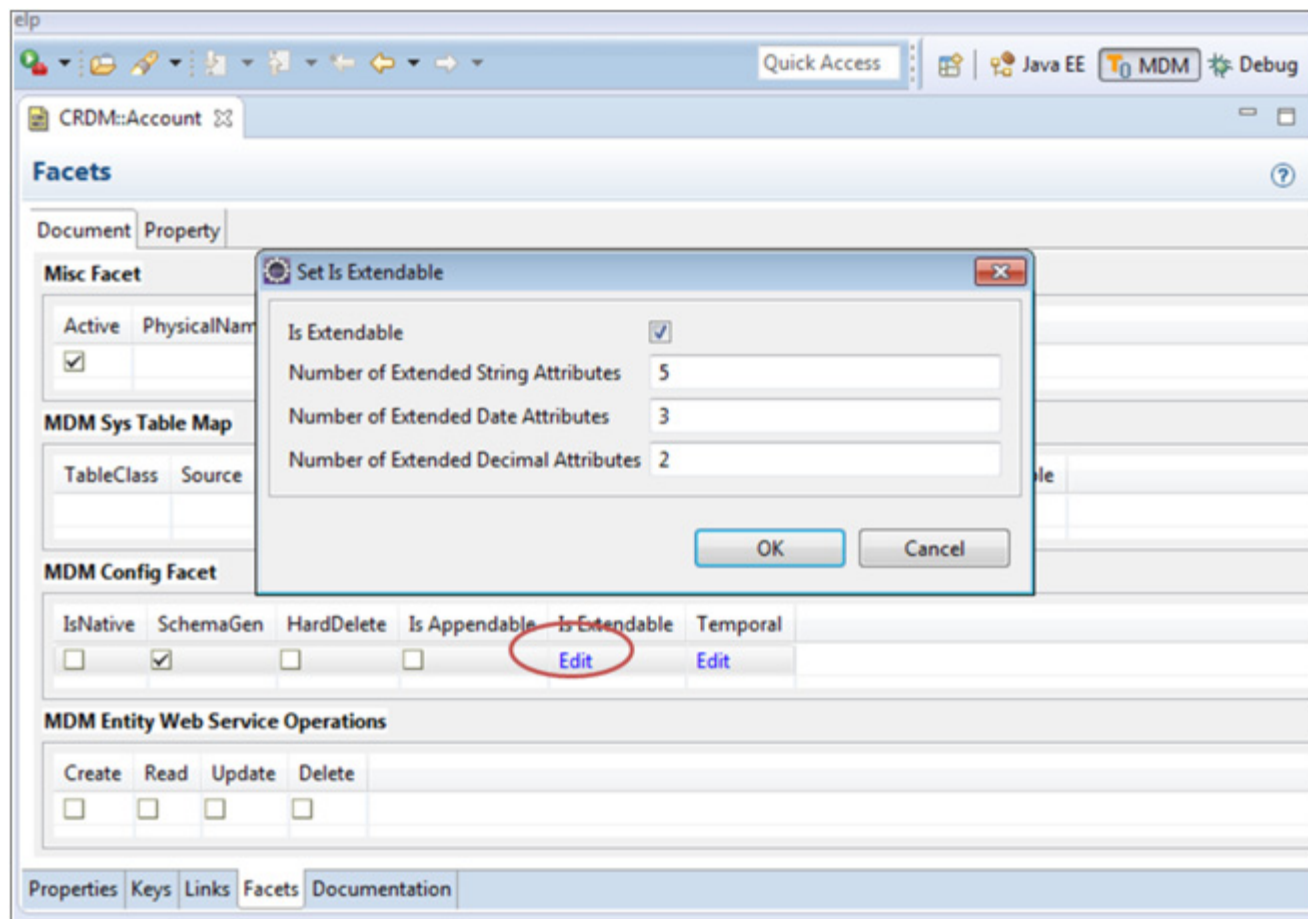 elp
Quick Access
Java EE
MDM
Debug
CRDM::Account
Facets
Document Property
Misc Facet
Set Is Extendable
Active PhysicalNam
Is Extendable
Number of Extended String Attributes 5
MDM Sys Table Map
Number of Extended Date Attributes 3
Number of Extended Decimal Attributes 2
TableClass Source
OK Cancel
MDM Config Facet
IsNative SchemaGen HardDelete Is Appendable Is Extendable Temporal
Edit Edit
MDM Entity Web Service Operations
Create Read Update Delete
Properties Keys Links Facets Documentation